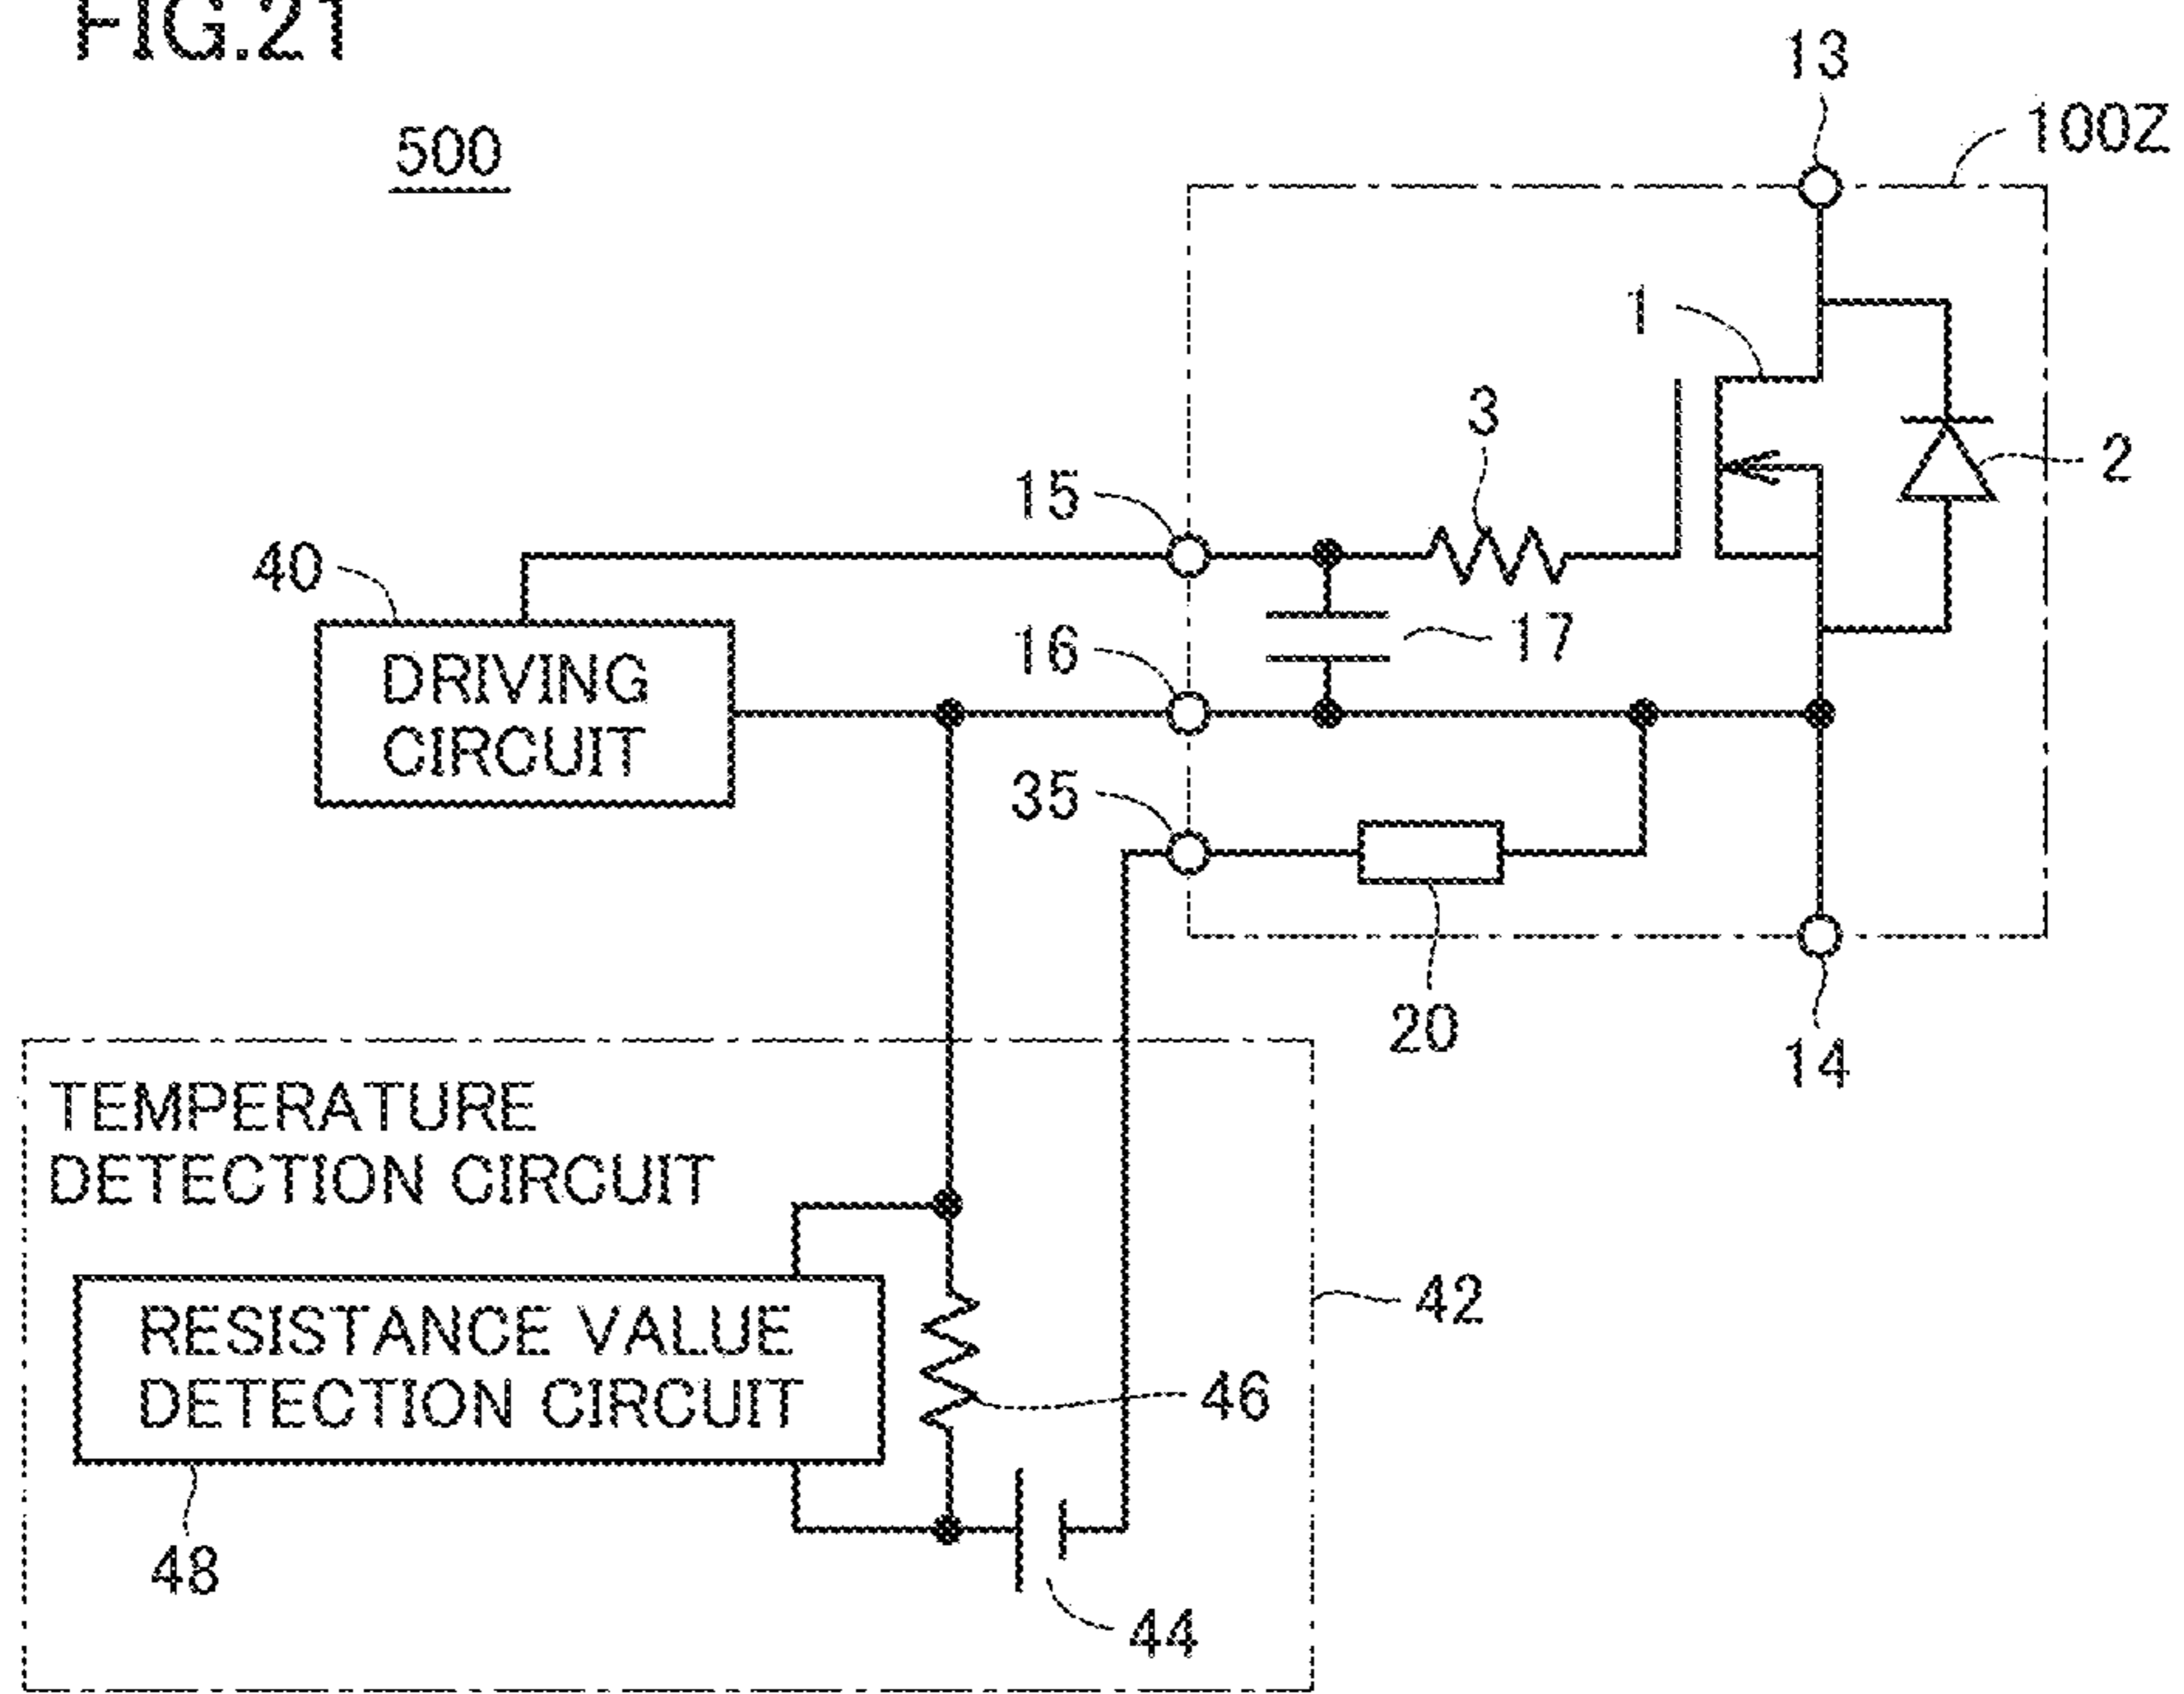 FIG.21
500
13
100Z
1
3
2
15
40
17
16
DRIVING
CIRCUIT
35
20
14
TEMPERATURE
DETECTION CIRCUIT
42
RESISTANCE VALUE
DETECTION CIRCUIT
46
48
44